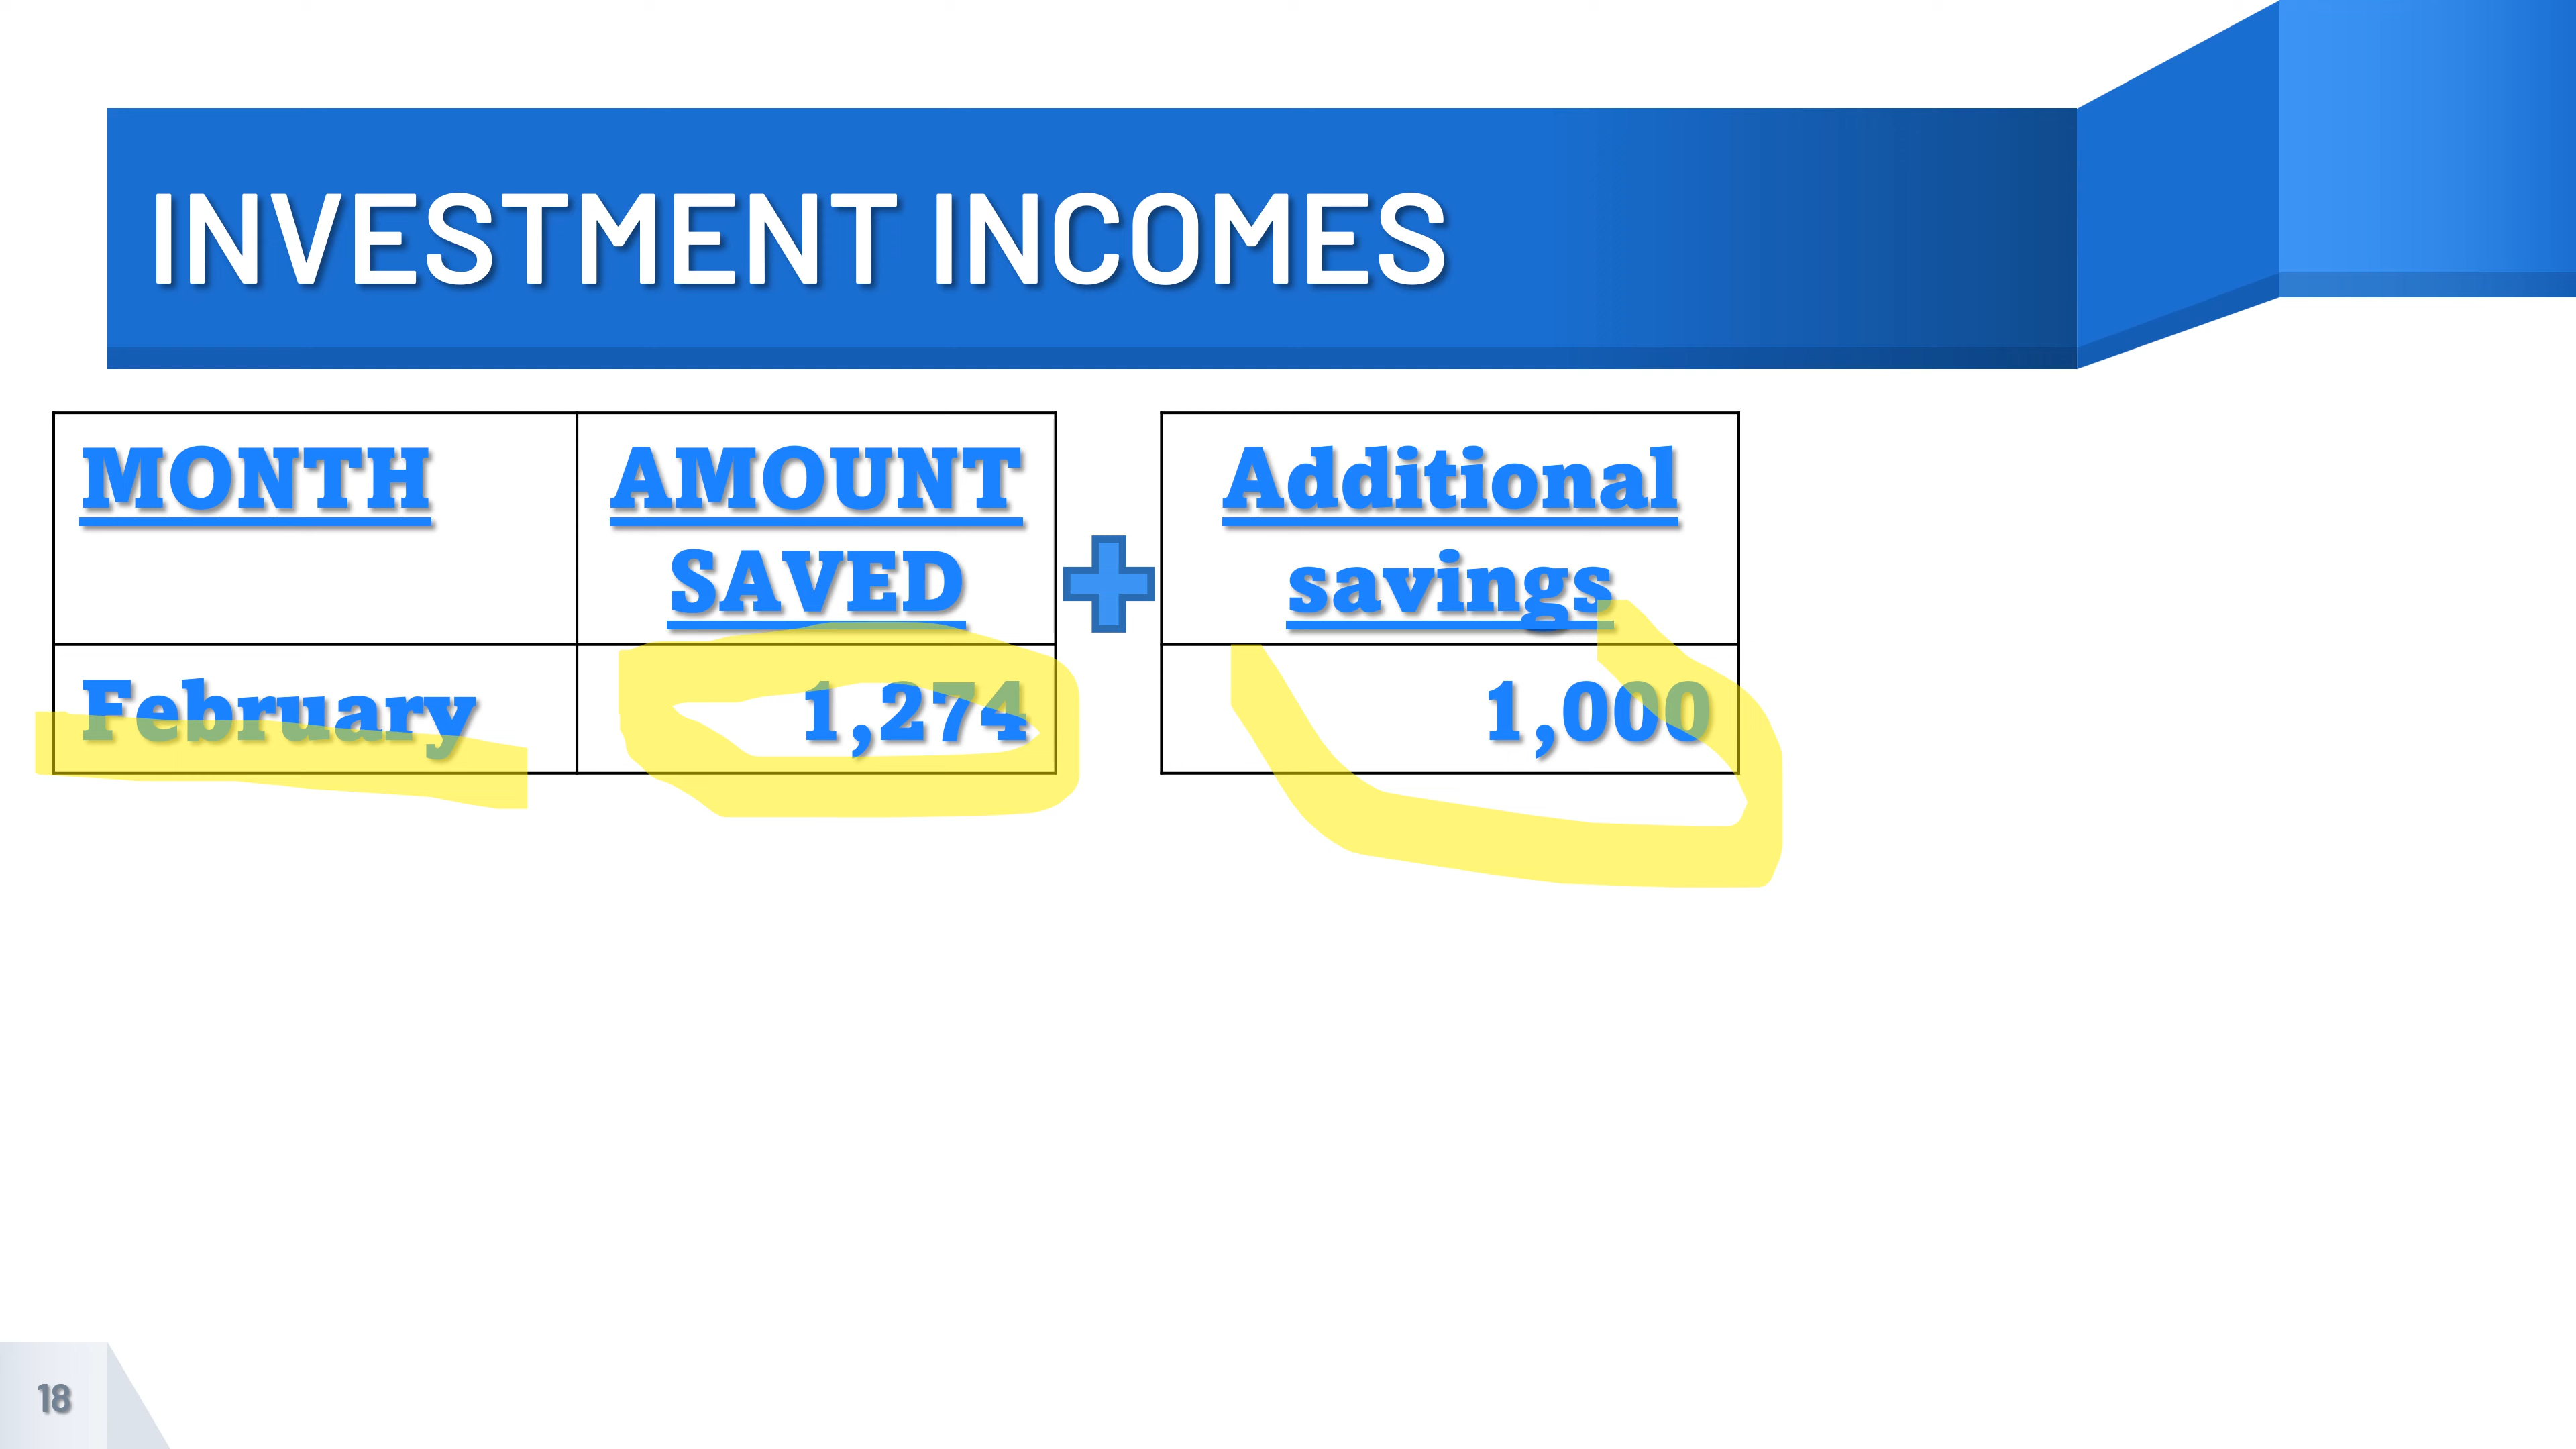 INVESTMENT INCOMES
MONTH
AMOUNT
SAVED
Additional
savings
February
1,274
1,000
18